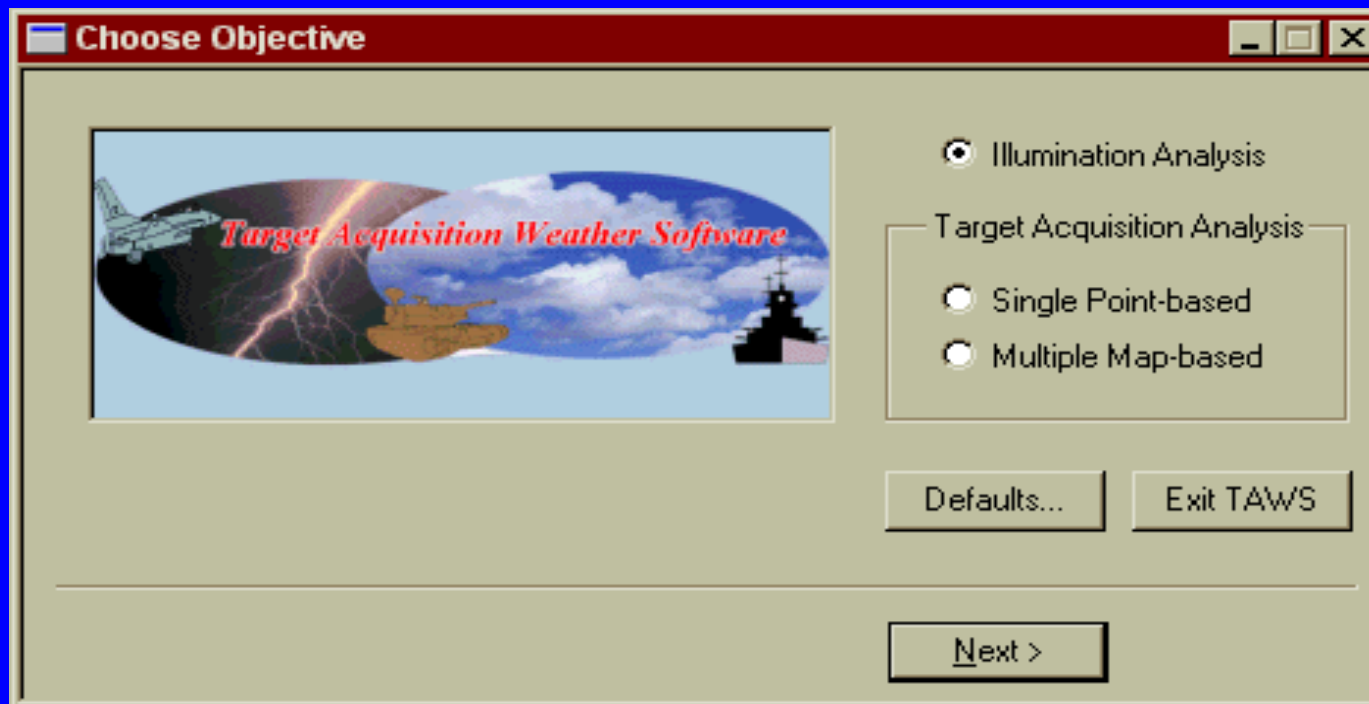 Choose Objective
Target Acquisition Weather Software
Illumination Analysis
Target Acquisition Analysis
Single Point-based
Multiple Map-based
Defaults...
Exit TAWS
Next >